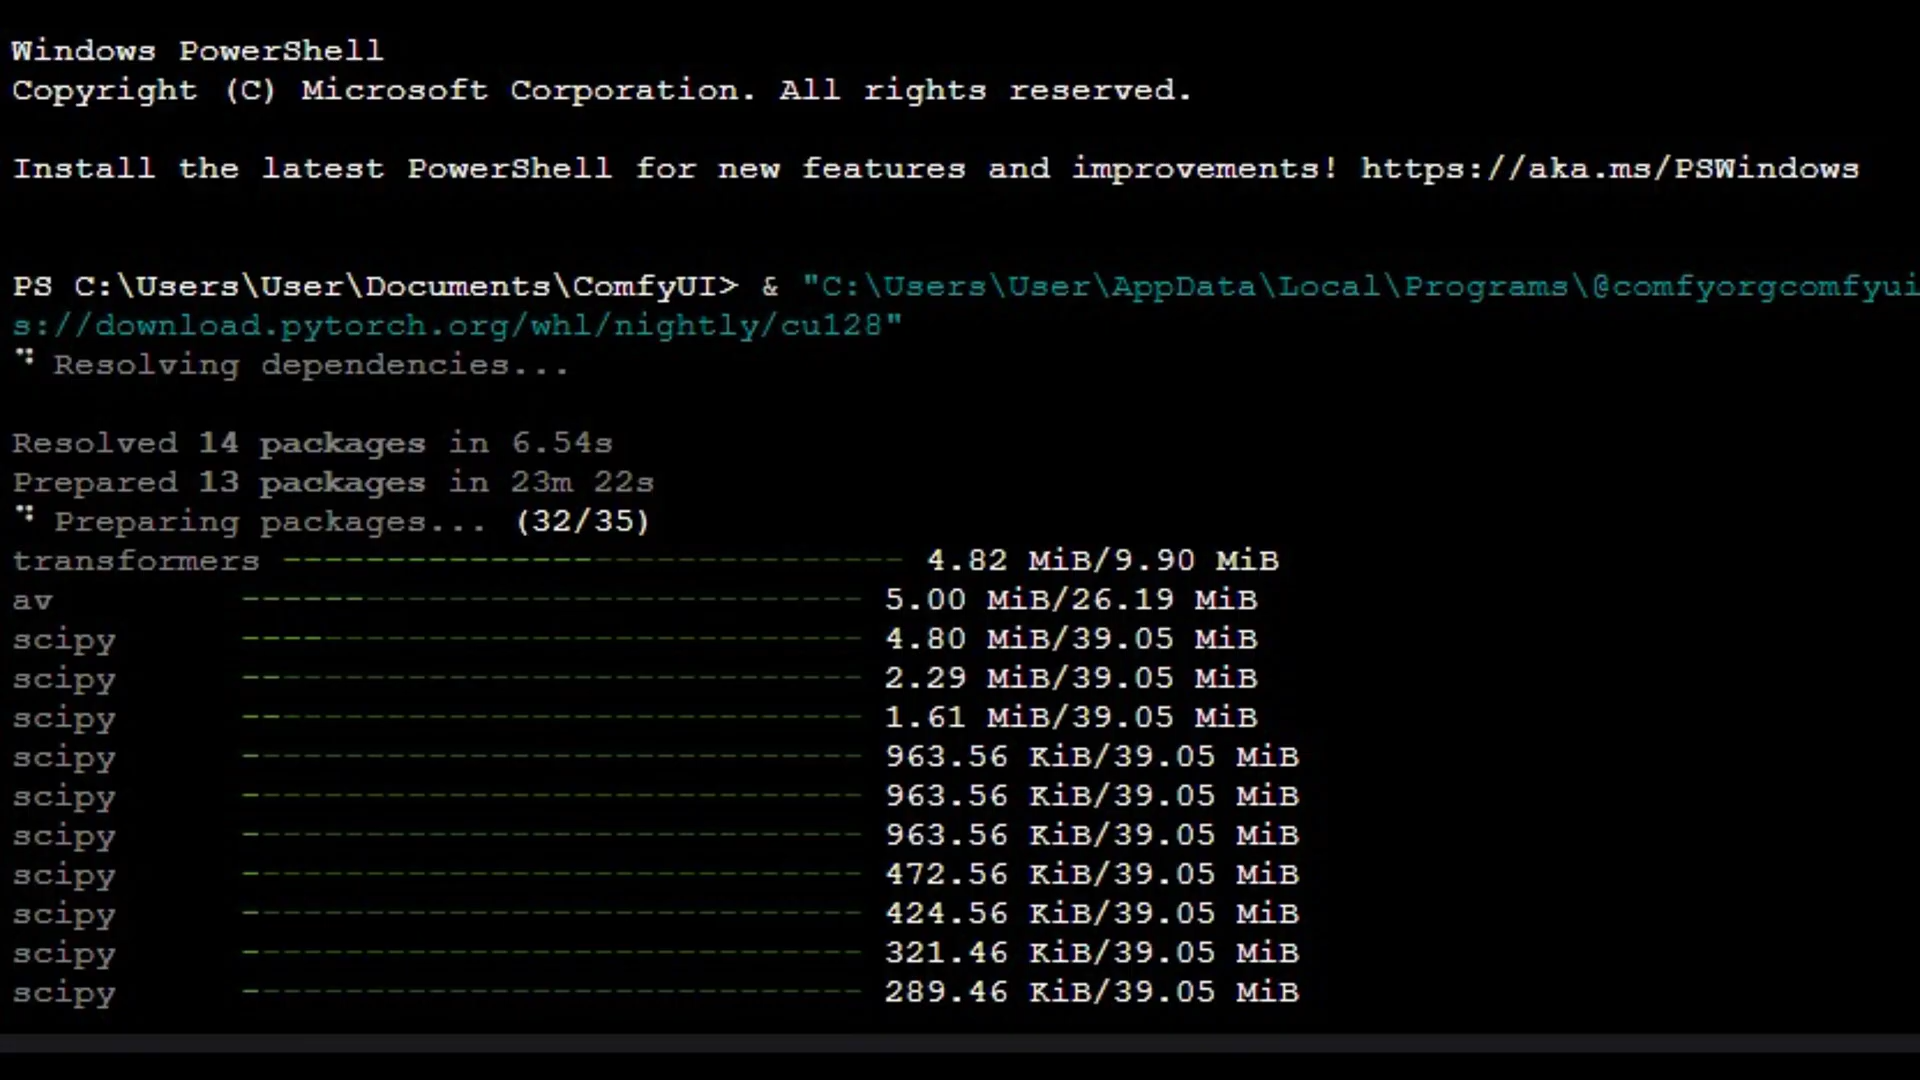 Windows PowerShell
Copyright (C) Microsoft Corporation. All rights reserved.
Install the latest PowerShell for new features and improvements! https://aka.ms/PSWindows
PS C:\Users\User\Documents\ComfyUI> & "C:\Users\User\AppData\Local\Programs\@comfyorgcomfyui
s://download.pytorch.org/whl/nightly/cu128"
⠙ Resolving dependencies...
Resolved 14 packages in 6.54s
Prepared 13 packages in 23m 22s
⠙ Preparing packages... (32/35)
transformers ------------------------------ 4.82 MiB/9.90 MiB
av ------------------------------ 5.00 MiB/26.19 MiB
scipy ------------------------------ 4.80 MiB/39.05 MiB
scipy ------------------------------ 2.29 MiB/39.05 MiB
scipy ------------------------------ 1.61 MiB/39.05 MiB
scipy ------------------------------ 963.56 KiB/39.05 MiB
scipy ------------------------------ 963.56 KiB/39.05 MiB
scipy ------------------------------ 963.56 KiB/39.05 MiB
scipy ------------------------------ 472.56 KiB/39.05 MiB
scipy ------------------------------ 424.56 KiB/39.05 MiB
scipy ------------------------------ 321.46 KiB/39.05 MiB
scipy ------------------------------ 289.46 KiB/39.05 MiB